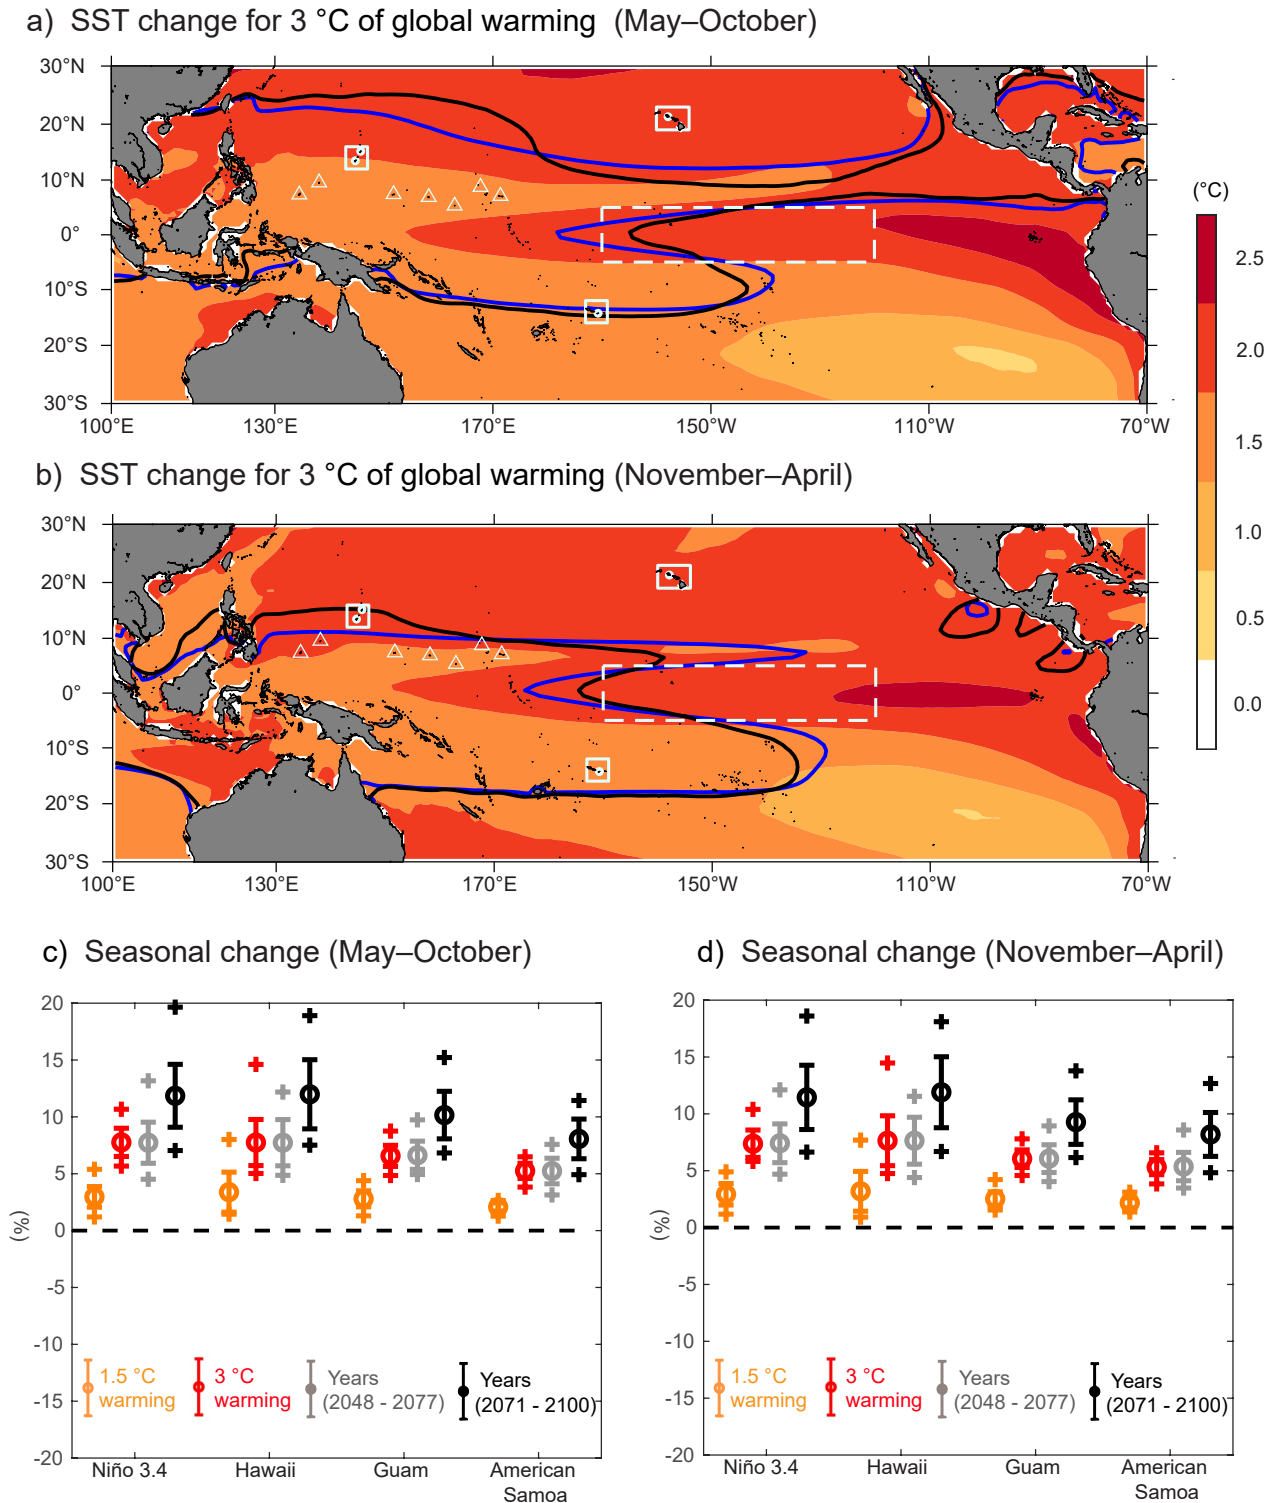 a) SST change for 3 °C of global warming (May–October)
30°N
20°N
10°N
0°
10°S
20°S
30°S
100°E 130°E 170°E 150°W 110°W 70°W
(°C)
2.5
2.0
1.5
1.0
0.5
0.0
b) SST change for 3 °C of global warming (November–April)
30°N
20°N
10°N
0°
10°S
20°S
30°S
100°E 130°E 170°E 150°W 110°W 70°W
c) Seasonal change (May–October)
20
15
10
5
0
-5
-10
-15
-20
(%)
1.5 °C
warming
3 °C
warming
Years
(2048 - 2077)
Years
(2071 - 2100)
Niño 3.4
Hawaii
Guam
American
Samoa
d) Seasonal change (November–April)
20
15
10
5
0
-5
-10
-15
-20
(%)
1.5 °C
warming
3 °C
warming
Years
(2048 - 2077)
Years
(2071 - 2100)
Niño 3.4
Hawaii
Guam
American
Samoa